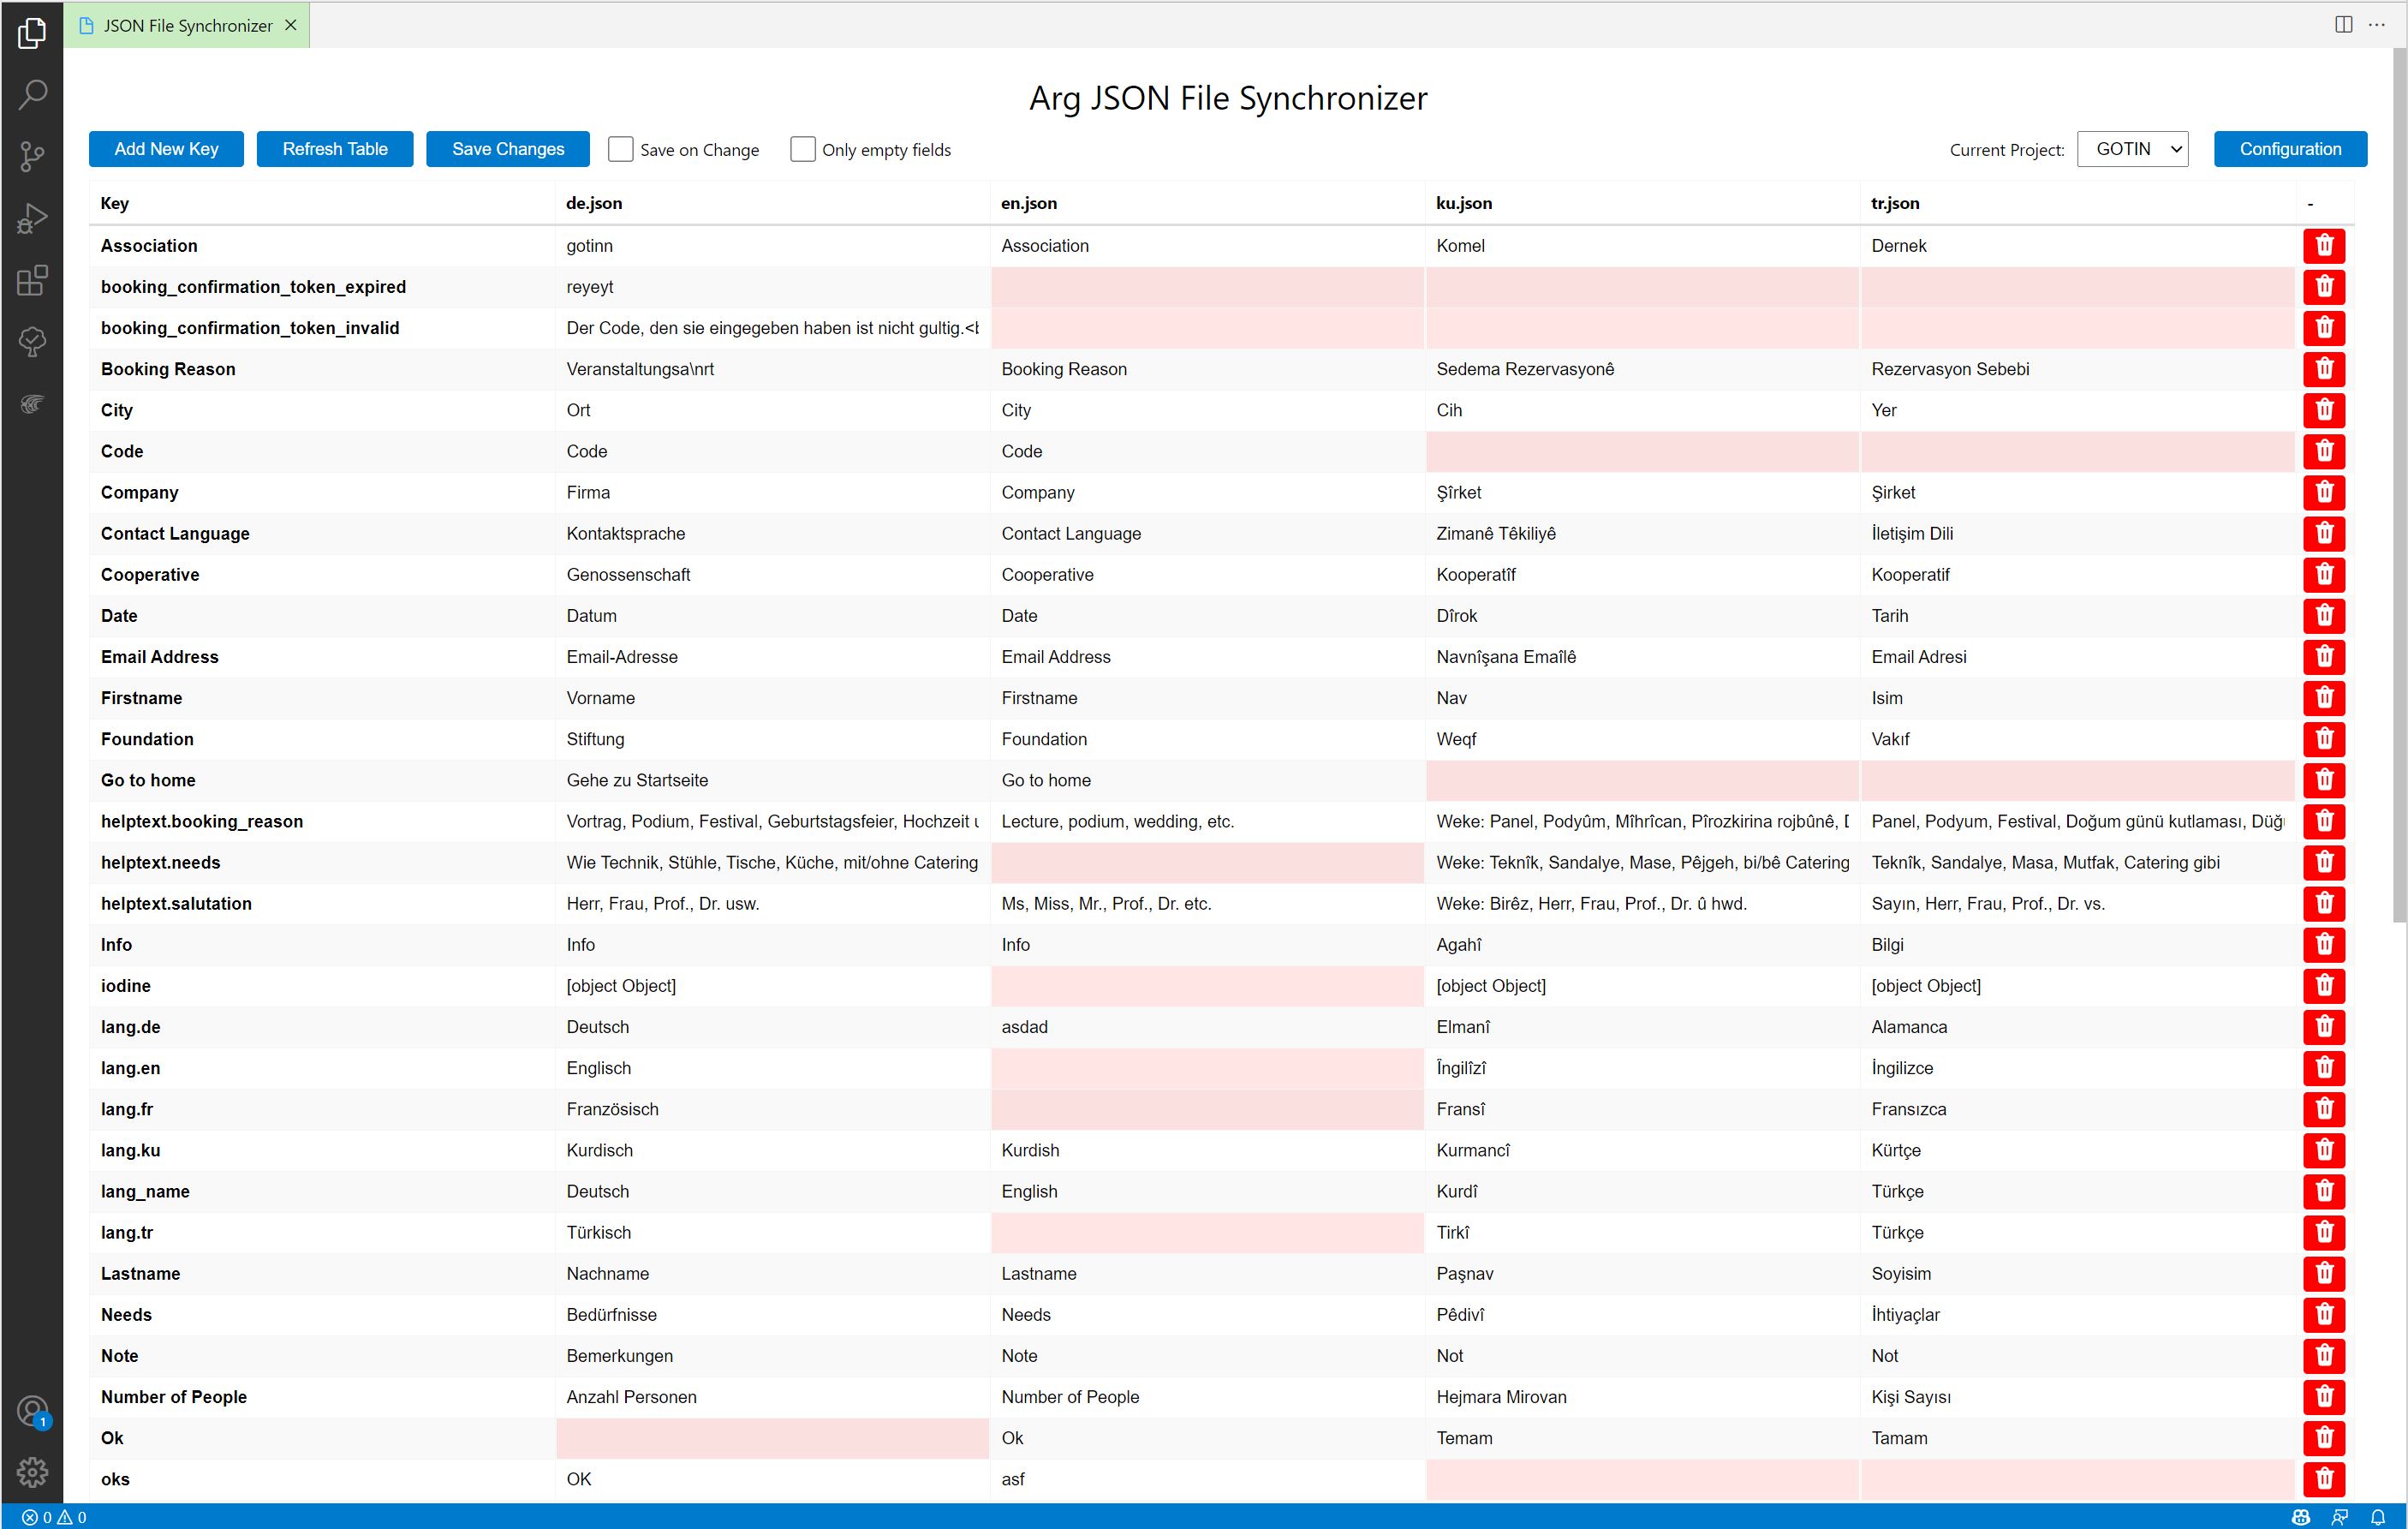 JSON File Synchronizer
Arg JSON File Synchronizer
Add New Key Refresh Table Save Changes Save on Change Only empty fields Current Project: GOTIN Configuration
Key de.json en.json ku.json tr.json -
Association gotinn Association Komel Dernek
booking_confirmation_token_expired reyeyt
booking_confirmation_token_invalid Der Code, den sie eingegeben haben ist nicht gultig.<b
Booking Reason Veranstaltungsa\nrt Booking Reason Sedema Rezervasyonê Rezervasyon Sebebi
City Ort City Cih Yer
Code Code Code
Company Firma Company Şîrket Şirket
Contact Language Kontaktsprache Contact Language Zimanê Têkiliyê İletişim Dili
Cooperative Genossenschaft Cooperative Kooperatîf Kooperatif
Date Datum Date Dîrok Tarih
Email Address Email-Adresse Email Address Navnîşana Emaîlê Email Adresi
Firstname Vorname Firstname Nav Isim
Foundation Stiftung Foundation Weqf Vakıf
Go to home Gehe zu Startseite Go to home
helptext.booking_reason Vortrag, Podium, Festival, Geburtstagsfeier, Hochzeit Lecture, podium, wedding, etc. Weke: Panel, Podyûm, Mîhrîcan, Pîrozkirina rojbûnê, Panel, Podyum, Festival, Doğum günü kutlaması, Düğ
helptext.needs Wie Technik, Stühle, Tische, Küche, mit/ohne Catering Weke: Teknîk, Sandalye, Mase, Pêjgeh, bi/bê Catering Teknîk, Sandalye, Masa, Mutfak, Catering gibi
helptext.salutation Herr, Frau, Prof., Dr. usw. Ms, Miss, Mr., Prof., Dr. etc. Weke: Birêz, Herr, Frau, Prof., Dr. û hwd. Sayın, Herr, Frau, Prof., Dr. vs.
Info Info Info Agahî Bilgi
iodine [object Object] [object Object] [object Object]
lang.de Deutsch asdad Elmanî Alamanca
lang.en Englisch Îngilîzî İngilizce
lang.fr Französisch Fransî Fransızca
lang.ku Kurdisch Kurdish Kurmancî Kürtçe
lang_name Deutsch English Kurdî Türkçe
lang.tr Türkisch Tirkî Türkçe
Lastname Nachname Lastname Paşnav Soyisim
Needs Bedürfnisse Needs Pêdivî İhtiyaçlar
Note Bemerkungen Note Not Not
Number of People Anzahl Personen Number of People Hejmara Mirovan Kişi Sayısı
Ok Ok Temam Tamam
oks OK asf
1
0 0